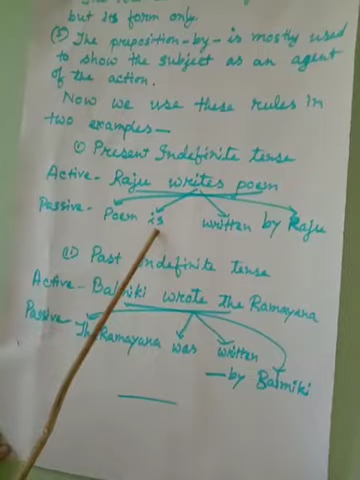 but its form only.
(3) The preposition-by-is mostly used
to show the subject as an agent
of the action.
Now we use these rules in
two examples—
(i) Present Indefinite tense
Active- Raju writes poem
Passive- Poem is written by Raju
(ii) Past Indefinite tense
Active- Balmiki wrote the Ramayana
Passive- The Ramayana was written
—by Balmiki